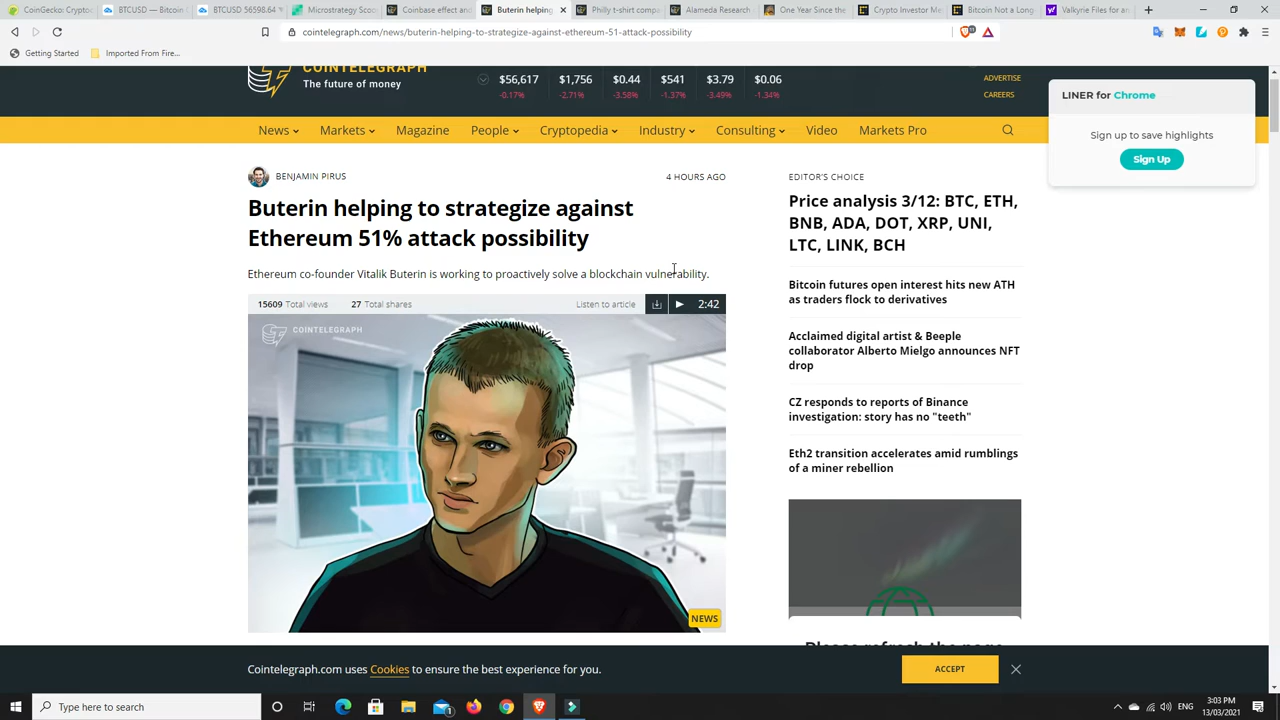 CoinGecko: Crypto
BTCUSD — Bitcoin
BTCUSD 56598.64
Microstrategy Scoo
Coinbase effect and
Buterin helping
Philly t-shirt compa
Alameda Research
One Year Since the
Crypto Investor Me
Bitcoin Not a Long
Valkyrie Files for an
cointelegraph.com/news/buterin-helping-to-strategize-against-ethereum-51-attack-possibility
Getting Started
Imported From Fire...
COINTELEGRAPH
The future of money
$56,617 $1,756 $0.44 $541 $3.79 $0.06
-0.17% -2.71% -3.58% -1.37% -3.49% -1.34%
ADVERTISE
CAREERS
LINER for Chrome
Sign up to save highlights
Sign Up
News Markets Magazine People Cryptopedia Industry Consulting Video Markets Pro
BENJAMIN PIRUS
4 HOURS AGO
Buterin helping to strategize against
Ethereum 51% attack possibility
Ethereum co-founder Vitalik Buterin is working to proactively solve a blockchain vulnerability.
15609 Total views 27 Total shares Listen to article 2:42
COINTELEGRAPH
NEWS
EDITOR'S CHOICE
Price analysis 3/12: BTC, ETH,
BNB, ADA, DOT, XRP, UNI,
LTC, LINK, BCH
Bitcoin futures open interest hits new ATH
as traders flock to derivatives
Acclaimed digital artist & Beeple
collaborator Alberto Mielgo announces NFT
drop
CZ responds to reports of Binance
investigation: story has no "teeth"
Eth2 transition accelerates amid rumblings
of a miner rebellion
Please refresh the page
Cointelegraph.com uses Cookies to ensure the best experience for you.
ACCEPT
Type here to search
ENG
3:03 PM
13/03/2021